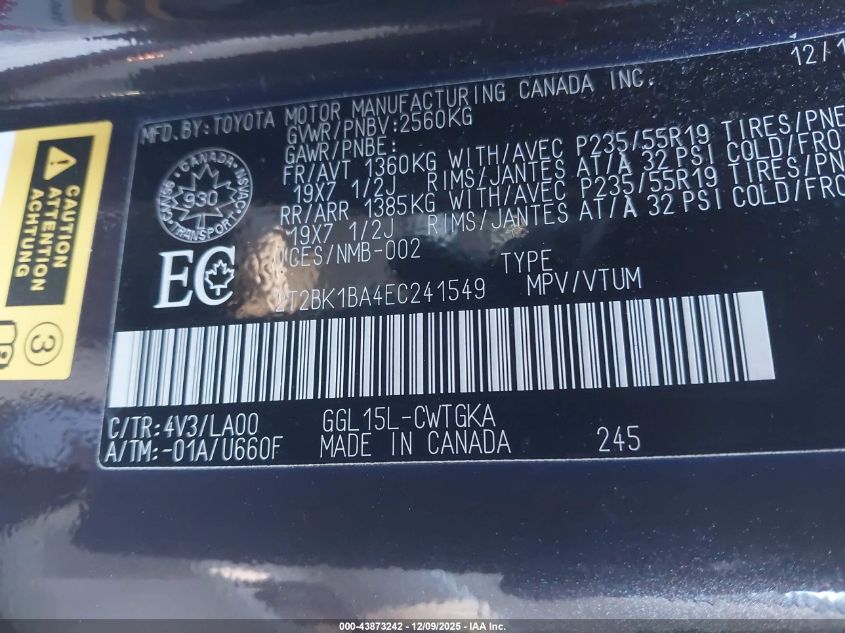 12/1
MFD.BY:TOYOTA MOTOR MANUFACTURING CANADA INC.
GVWR/PNBV:2560KG
GAWR/PNBE:
FR/AVT 1360KG WITH/AVEC P235/55R19 TIRES/PNE
19X7 1/2J RIMS/JANTES AT/À 32 PSI COLD/FRO
RR/ARR 1385KG WITH/AVEC P235/55R19 TIRES/PN
19X7 1/2J RIMS/JANTES AT/À 32 PSI COLD/FRO
ICES/NMB-002
CANADA
930
TRANSPORT
EC
2T2BK1BA4EC241549
TYPE
MPV/VTUM
C/TR:4V3/LA00 GGL15L-CWTGKA
A/TM:-01A/U660F MADE IN CANADA 245
CAUTION
ATTENTION
ACHTUNG
3
000-43873242 - 12/09/2025 - IAA Inc.